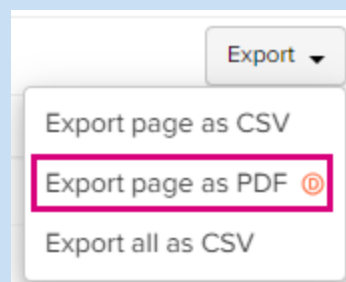 Export
Export page as CSV
Export page as PDF D
Export all as CSV